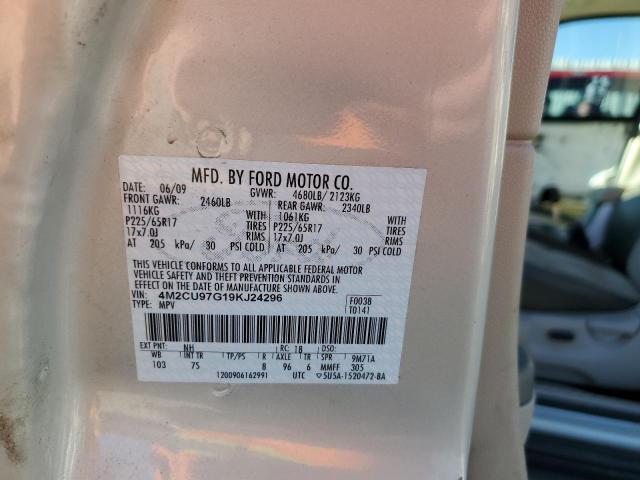 MFD. BY FORD MOTOR CO.
DATE: 06/09 GVWR: 4680LB/ 2123KG
FRONT GAWR: 2460LB REAR GAWR: 2340LB
1116KG WITH 1061KG WITH
P225/65R17 TIRES P225/65R17 TIRES
17x7.0J RIMS 17x7.0J RIMS
AT 205 kPa/ 30 PSI COLD AT 205 kPa/ 30 PSI COLD
THIS VEHICLE CONFORMS TO ALL APPLICABLE FEDERAL MOTOR
VEHICLE SAFETY AND THEFT PREVENTION STANDARDS IN
EFFECT ON THE DATE OF MANUFACTURE SHOWN ABOVE.
VIN: 4M2CU97G19KJ24296 F0038
TYPE: MPV T0141
EXT PNT: NH RC: 18 DSO:
WB INT TR TP/PS R AXLE TR SPR 9M71A
103 7S 8 96 6 MMFF 305
1200906162991 UTC 5U5A-1520472-BA